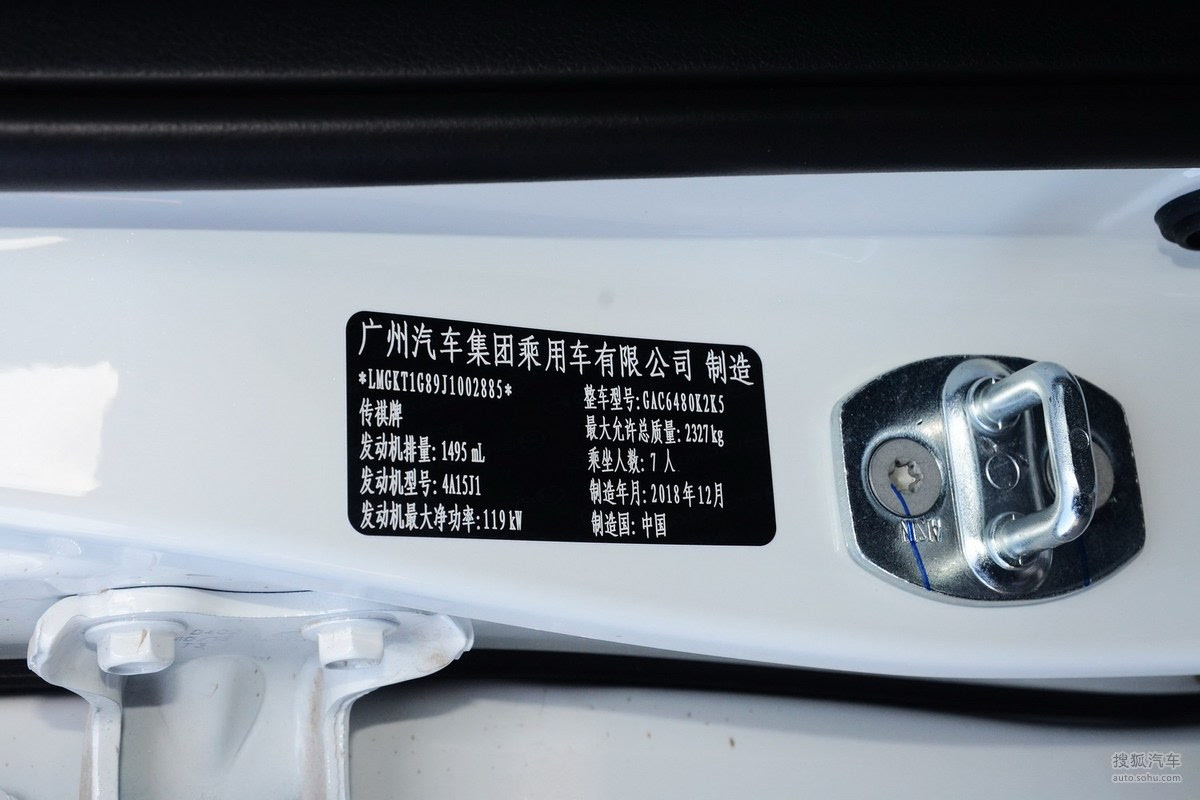 广州汽车集团乘用车有限公司 制造
*LMGKT1G89J1002885*
传祺牌
发动机排量: 1495 mL
发动机型号: 4A15J1
发动机最大净功率: 119 kW
整车型号: GAC6480K2K5
最大允许总质量: 2327 kg
乘坐人数: 7 人
制造年月: 2018年12月
制造国: 中国
AISIN
搜狐汽车
auto.sohu.com